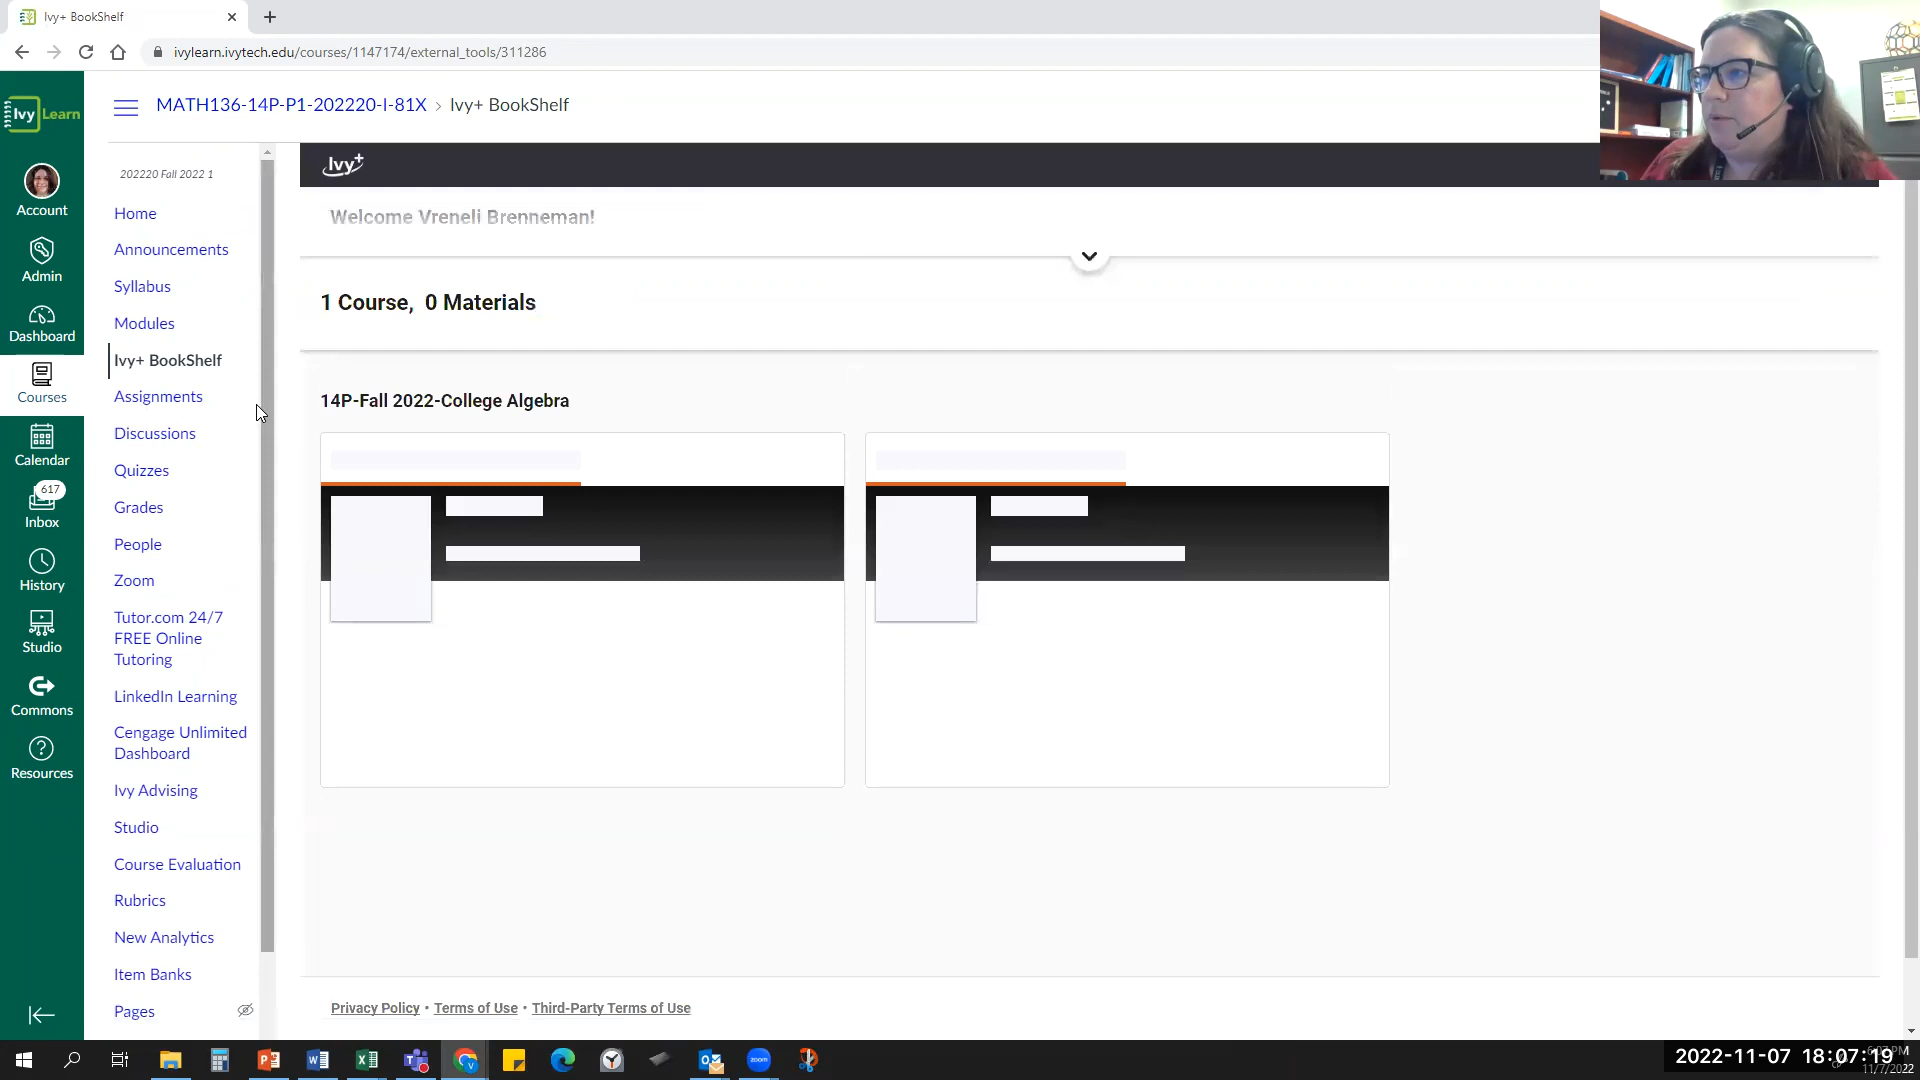 Ivy+ BookShelf
ivylearn.ivytech.edu/courses/1147174/external_tools/311286
Ivy Learn
MATH136-14P-P1-202220-I-81X > Ivy+ BookShelf
Account
Admin
Dashboard
Courses
Calendar
617
Inbox
History
Studio
Commons
Resources
202220 Fall 2022 1
Home
Announcements
Syllabus
Modules
Ivy+ BookShelf
Assignments
Discussions
Quizzes
Grades
People
Zoom
Tutor.com 24/7
FREE Online
Tutoring
LinkedIn Learning
Cengage Unlimited
Dashboard
Ivy Advising
Studio
Course Evaluation
Rubrics
New Analytics
Item Banks
Pages
Ivy+
Welcome Vreneli Brenneman!
1 Course, 0 Materials
14P-Fall 2022-College Algebra
Privacy Policy • Terms of Use • Third-Party Terms of Use
zoom
2022-11-07 18:07:19
11/7/2022